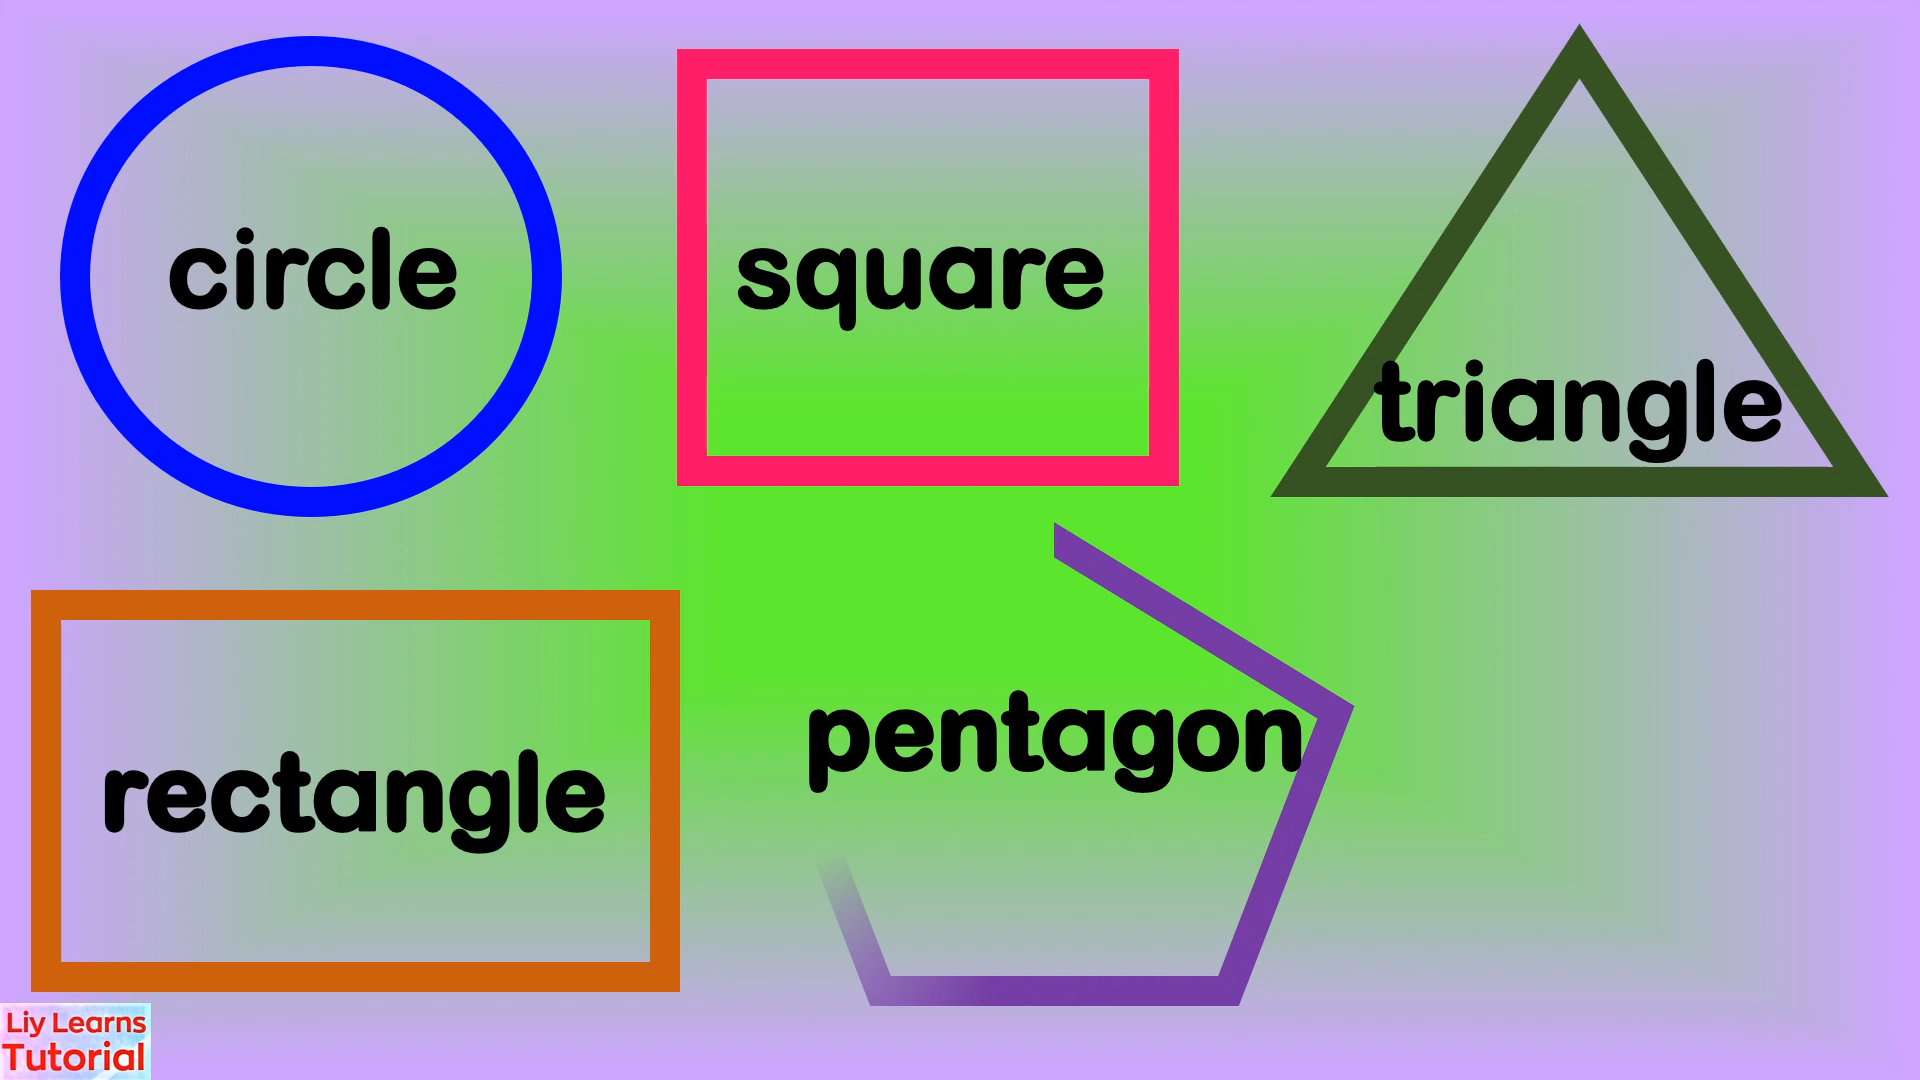 circle
square
triangle
rectangle
pentagon
Liy Learns
Tutorial